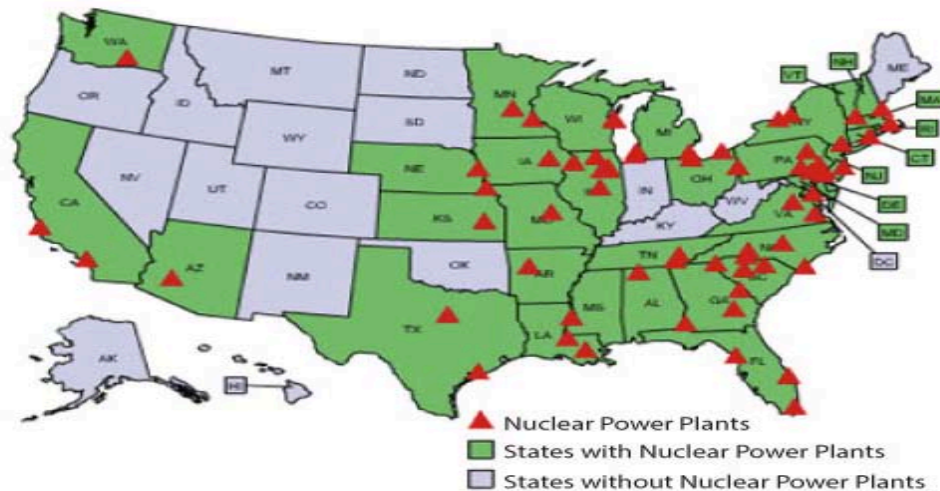 WA
MT
ND
OR
ID
SD
WY
MN
WI
MI
VT
NH
ME
MA
NY
RI
CT
NE
IA
PA
NJ
OH
IN
NV
UT
CO
CA
KS
WV
DE
MD
VA
DC
KY
AZ
NM
OK
AR
TN
NC
SC
TX
LA
MS
AL
GA
FL
AK
HI
Nuclear Power Plants
States with Nuclear Power Plants
States without Nuclear Power Plants